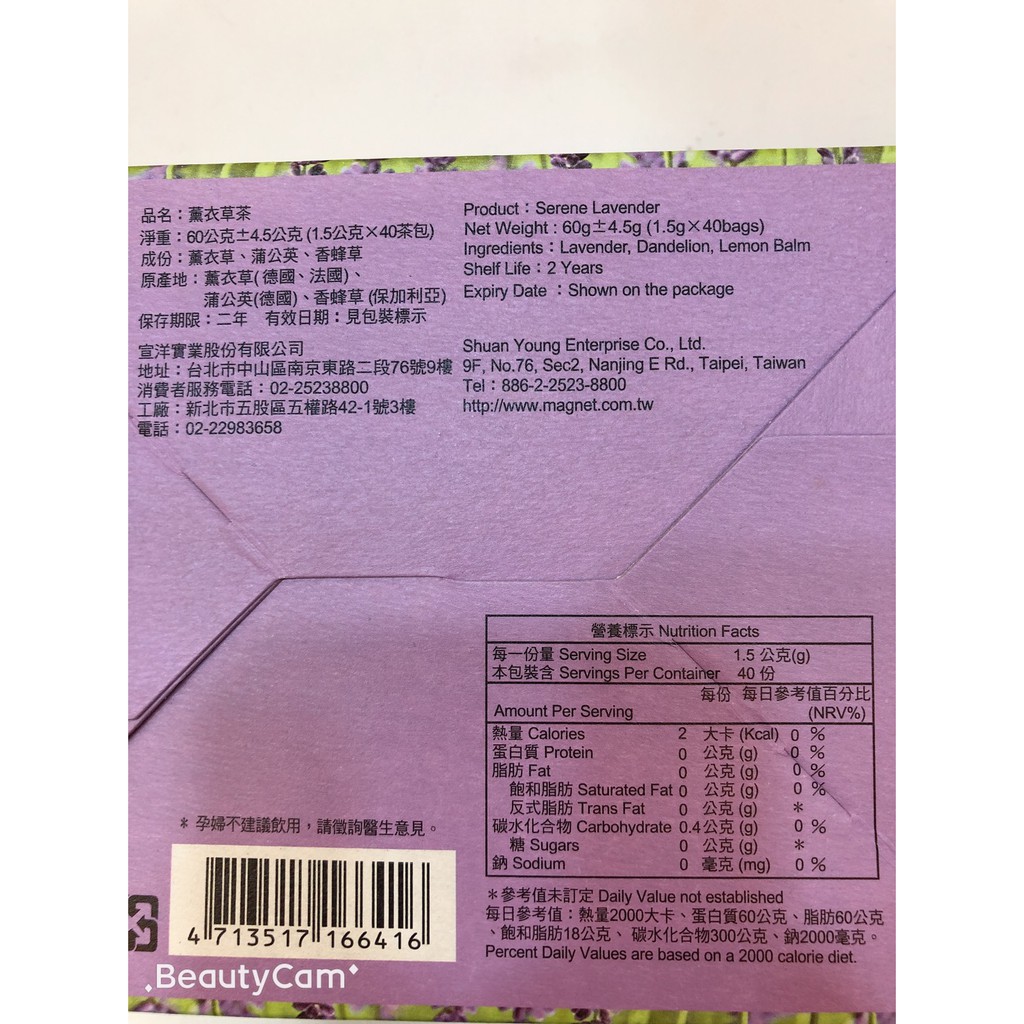 品名：薰衣草茶
淨重：60公克±4.5公克 (1.5公克×40茶包)
成份：薰衣草、蒲公英、香蜂草
原產地：薰衣草(德國、法國)、
蒲公英(德國)、香蜂草(保加利亞)
保存期限：二年 有效日期：見包裝標示
宣洋實業股份有限公司
地址：台北市中山區南京東路二段76號9樓
消費者服務電話：02-25238800
工廠：新北市五股區五權路42-1號3樓
電話：02-22983658
Product：Serene Lavender
Net Weight : 60g±4.5g (1.5g×40bags)
Ingredients：Lavender, Dandelion, Lemon Balm
Shelf Life：2 Years
Expiry Date ：Shown on the package
Shuan Young Enterprise Co., Ltd.
9F, No.76, Sec2, Nanjing E Rd., Taipei, Taiwan
Tel：886-2-2523-8800
http://www.magnet.com.tw
營養標示 Nutrition Facts
每一份量 Serving Size 1.5 公克(g)
本包裝含 Servings Per Container 40 份
每份 每日參考值百分比
Amount Per Serving (NRV%)
熱量 Calories 2 大卡 (Kcal) 0 %
蛋白質 Protein 0 公克 (g) 0 %
脂肪 Fat 0 公克 (g) 0 %
飽和脂肪 Saturated Fat 0 公克 (g) 0 %
反式脂肪 Trans Fat 0 公克 (g) *
碳水化合物 Carbohydrate 0.4 公克 (g) 0 %
糖 Sugars 0 公克 (g) *
鈉 Sodium 0 毫克 (mg) 0 %
*參考值未訂定 Daily Value not established
每日參考值：熱量2000大卡、蛋白質60公克、脂肪60公克
、飽和脂肪18公克、碳水化合物300公克、鈉2000毫克。
Percent Daily Values are based on a 2000 calorie diet.
* 孕婦不建議飲用，請徵詢醫生意見。
4 713517 166416
BeautyCam